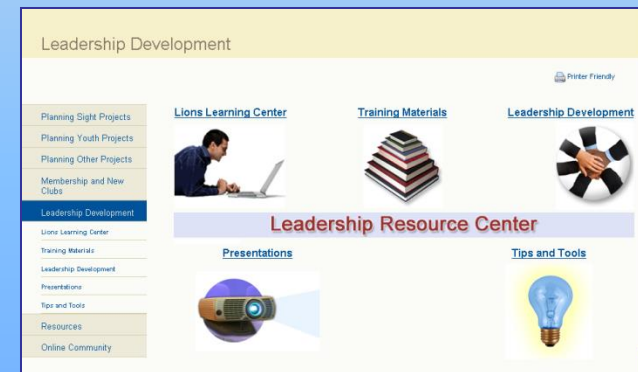 Leadership Development
Printer Friendly
Planning Sight Projects
Planning Youth Projects
Planning Other Projects
Membership and New
Clubs
Leadership Development
Lions Learning Center
Training Materials
Leadership Development
Presentations
Tips and Tools
Resources
Online Community
Lions Learning Center
Training Materials
Leadership Development
Leadership Resource Center
Presentations
Tips and Tools